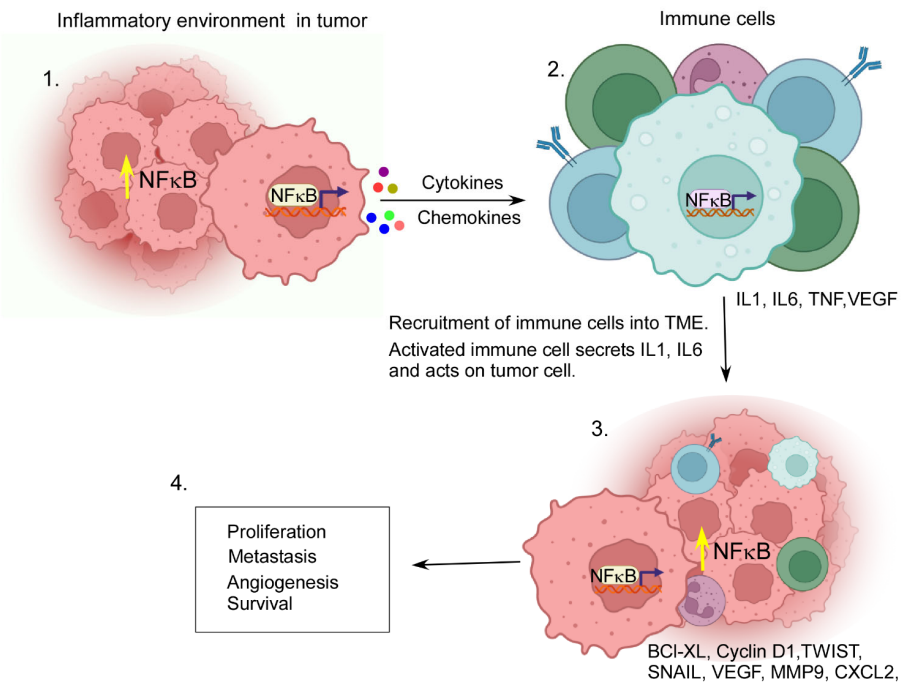 Inflammatory environment in tumor
Immune cells
1.
2.
NFκB
NFκB
Cytokines
Chemokines
NFκB
IL1, IL6, TNF,VEGF
Recruitment of immune cells into TME.
Activated immune cell secrets IL1, IL6
and acts on tumor cell.
3.
4.
Proliferation
Metastasis
Angiogenesis
Survival
NFκB
NFκB
BCl-XL, Cyclin D1,TWIST,
SNAIL, VEGF, MMP9, CXCL2,